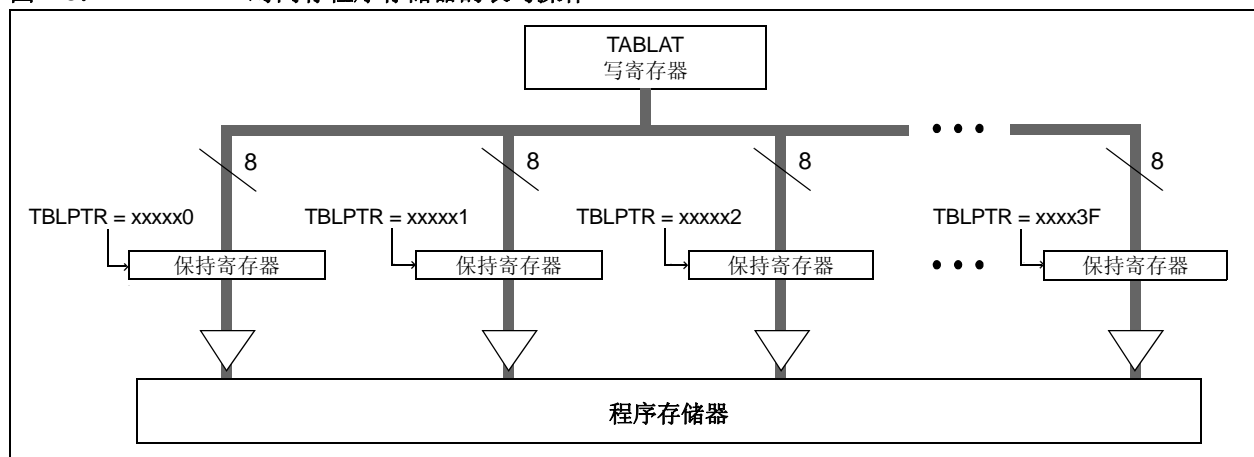 TABLAT
写寄存器
8 8 8 8
TBLPTR = xxxxx0 TBLPTR = xxxxx1 TBLPTR = xxxxx2 TBLPTR = xxxx3F
保持寄存器 保持寄存器 保持寄存器 保持寄存器
程序存储器